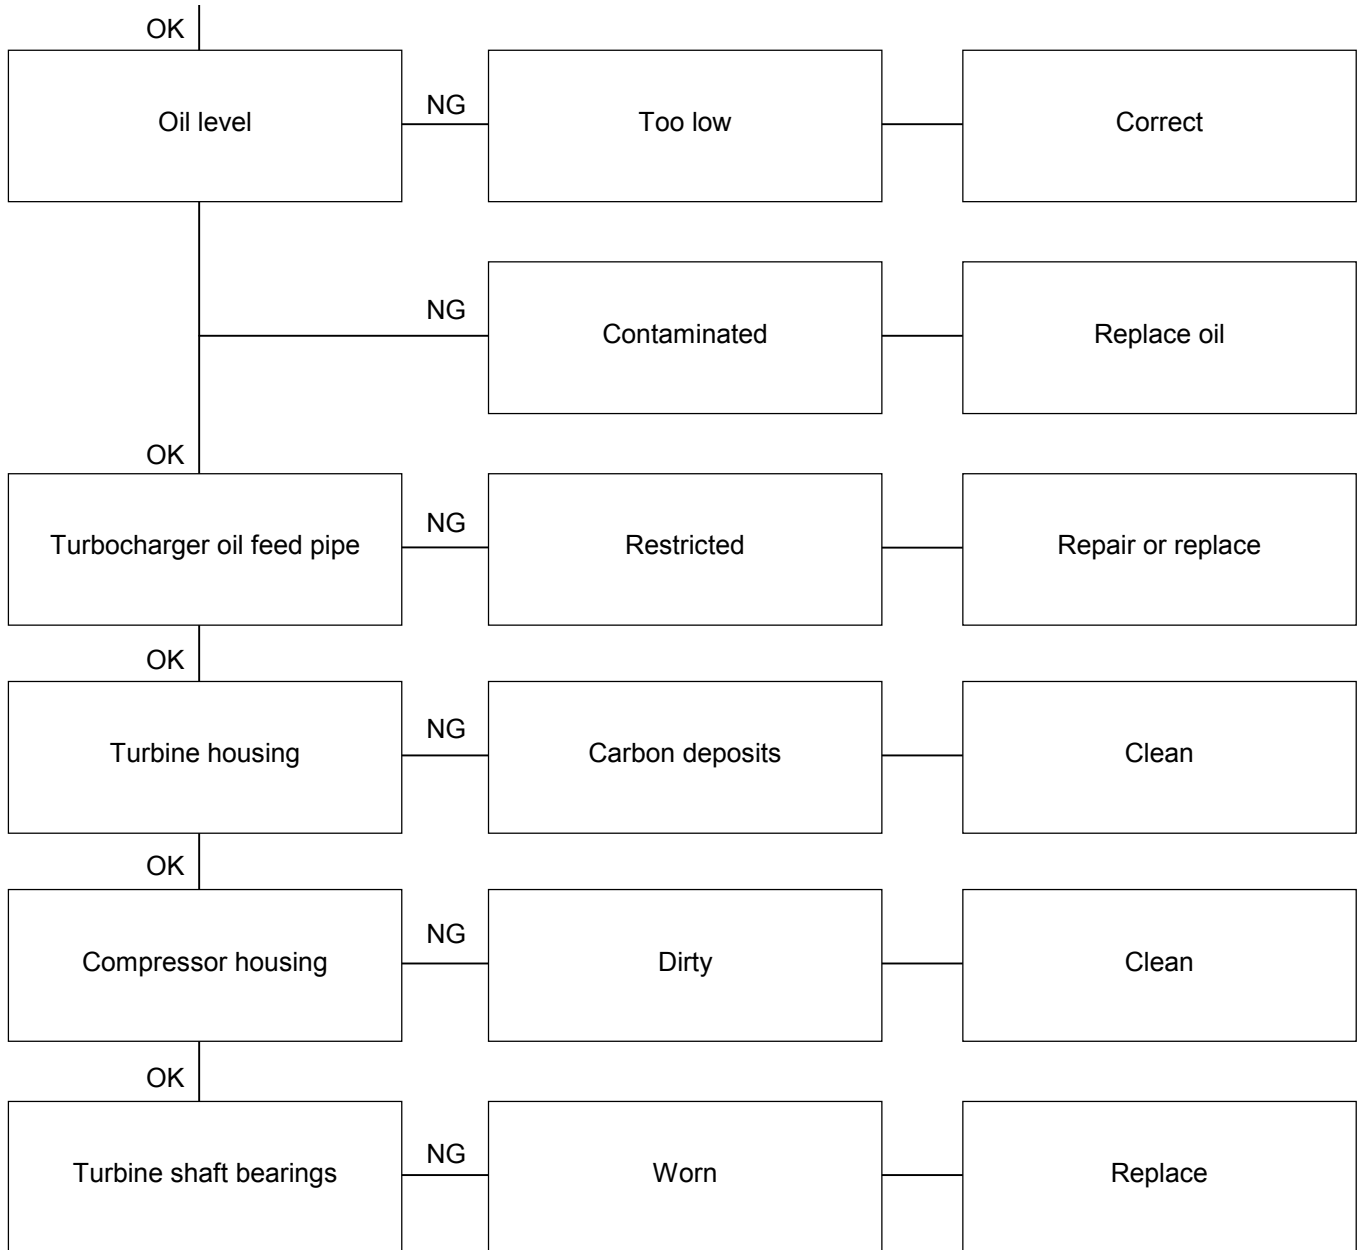 OK
Oil level
NG
Too low
Correct
NG
Contaminated
Replace oil
OK
Turbocharger oil feed pipe
NG
Restricted
Repair or replace
OK
Turbine housing
NG
Carbon deposits
Clean
OK
Compressor housing
NG
Dirty
Clean
OK
Turbine shaft bearings
NG
Worn
Replace